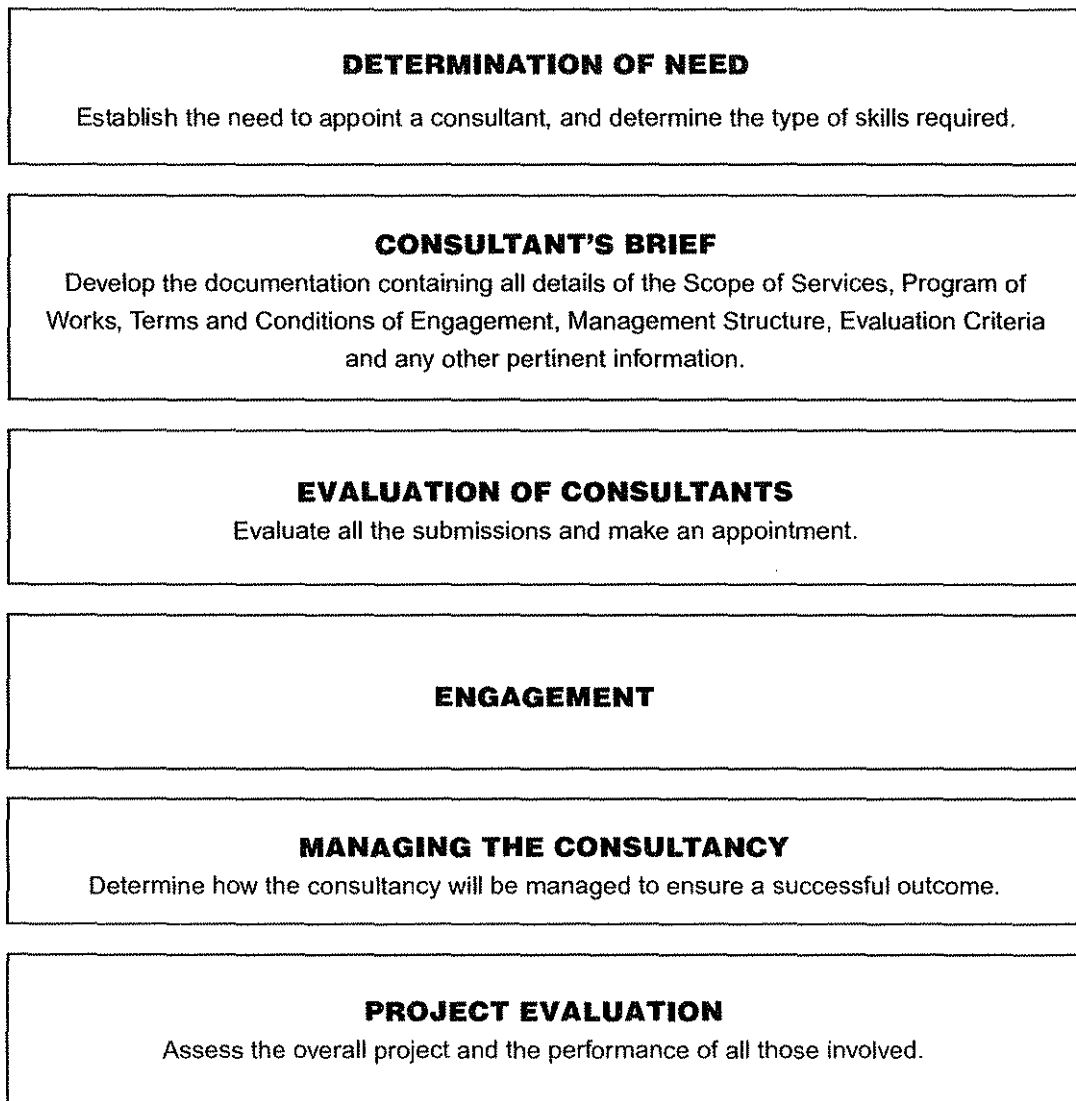 DETERMINATION OF NEED
Establish the need to appoint a consultant, and determine the type of skills required.
CONSULTANT'S BRIEF
Develop the documentation containing all details of the Scope of Services, Program of
Works, Terms and Conditions of Engagement, Management Structure, Evaluation Criteria
and any other pertinent information.
EVALUATION OF CONSULTANTS
Evaluate all the submissions and make an appointment.
ENGAGEMENT
MANAGING THE CONSULTANCY
Determine how the consultancy will be managed to ensure a successful outcome.
PROJECT EVALUATION
Assess the overall project and the performance of all those involved.